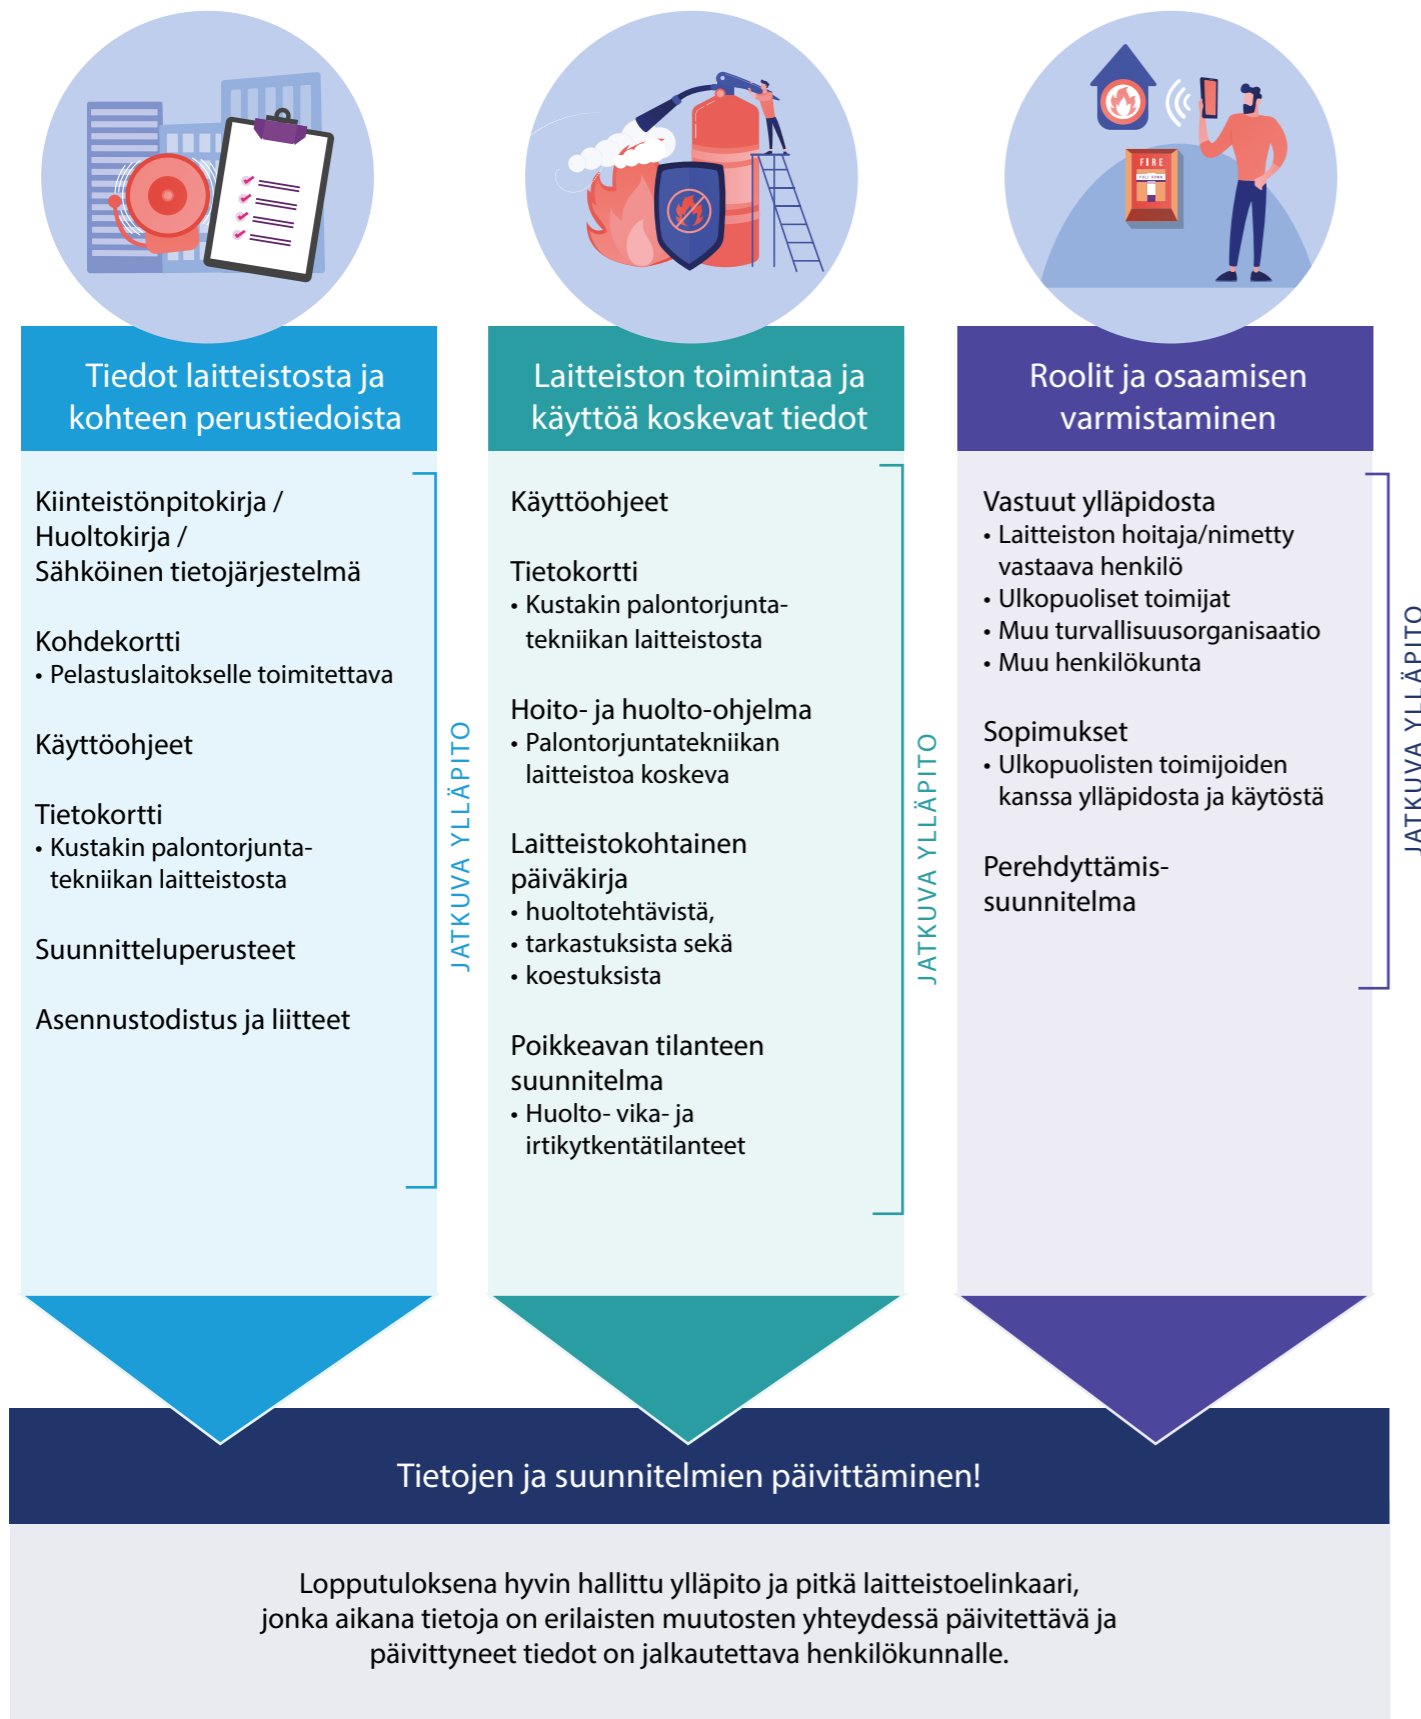 FIRE
Tiedot laitteistosta ja
kohteen perustiedoista
Kiinteistönpitokirja /
Huoltokirja /
Sähköinen tietojärjestelmä
Kohdekortti
• Pelastuslaitokselle toimitettava
Käyttöohjeet
Tietokortti
• Kustakin palontorjunta-
tekniikan laitteistosta
Suunnitteluperusteet
Asennustodistus ja liitteet
JATKUVA YLLÄPITO
Laitteiston toimintaa ja
käyttöä koskevat tiedot
Käyttöohjeet
Tietokortti
• Kustakin palontorjunta-
tekniikan laitteistosta
Hoito- ja huolto-ohjelma
• Palontorjuntatekniikan
laitteistoa koskeva
Laitteistokohtainen
päiväkirja
• huoltotehtävistä,
• tarkastuksista sekä
• koestuksista
Poikkeavan tilanteen
suunnitelma
• Huolto- vika- ja
irtikytkentätilanteet
JATKUVA YLLÄPITO
Roolit ja osaamisen
varmistaminen
Vastuut ylläpidosta
• Laitteiston hoitaja/nimetty
vastaava henkilö
• Ulkopuoliset toimijat
• Muu turvallisuusorganisaatio
• Muu henkilökunta
Sopimukset
• Ulkopuolisten toimijoiden
kanssa ylläpidosta ja käytöstä
Perehdyttämis-
suunnitelma
JATKUVA YLLÄPITO
Tietojen ja suunnitelmien päivittäminen!
Lopputuloksena hyvin hallittu ylläpito ja pitkä laitteistoelinkaari,
jonka aikana tietoja on erilaisten muutosten yhteydessä päivitettävä ja
päivittyneet tiedot on jalkautettava henkilökunnalle.